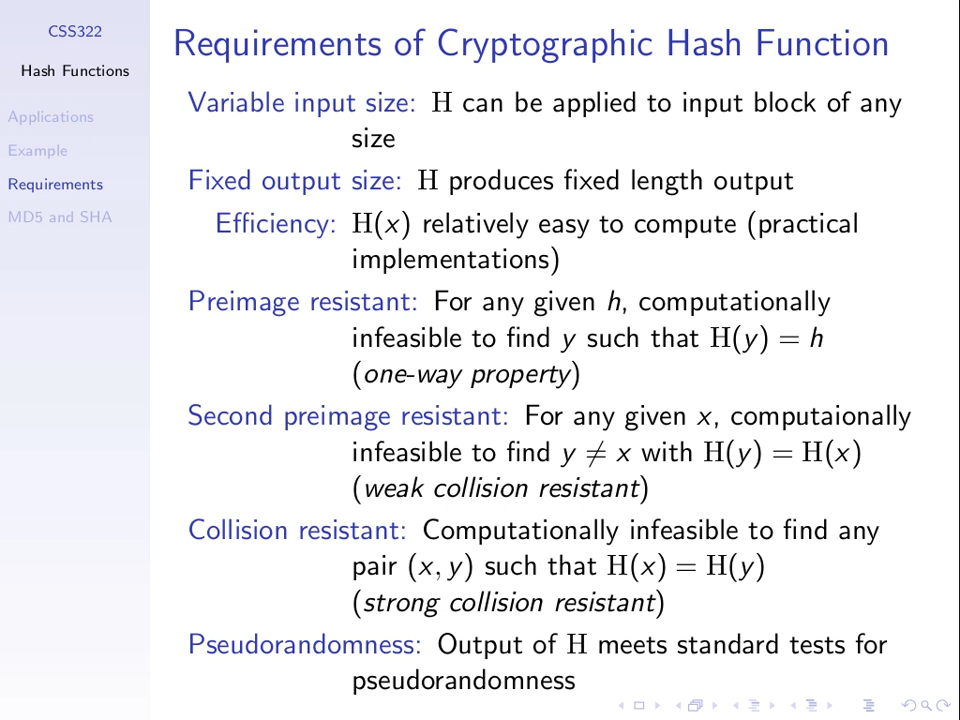 CSS322
Hash Functions
Applications
Example
Requirements
MD5 and SHA
Requirements of Cryptographic Hash Function
Variable input size: H can be applied to input block of any
size
Fixed output size: H produces fixed length output
Efficiency: H(x) relatively easy to compute (practical
implementations)
Preimage resistant: For any given h, computationally
infeasible to find y such that H(y) = h
(one-way property)
Second preimage resistant: For any given x, computaionally
infeasible to find y ≠ x with H(y) = H(x)
(weak collision resistant)
Collision resistant: Computationally infeasible to find any
pair (x, y) such that H(x) = H(y)
(strong collision resistant)
Pseudorandomness: Output of H meets standard tests for
pseudorandomness